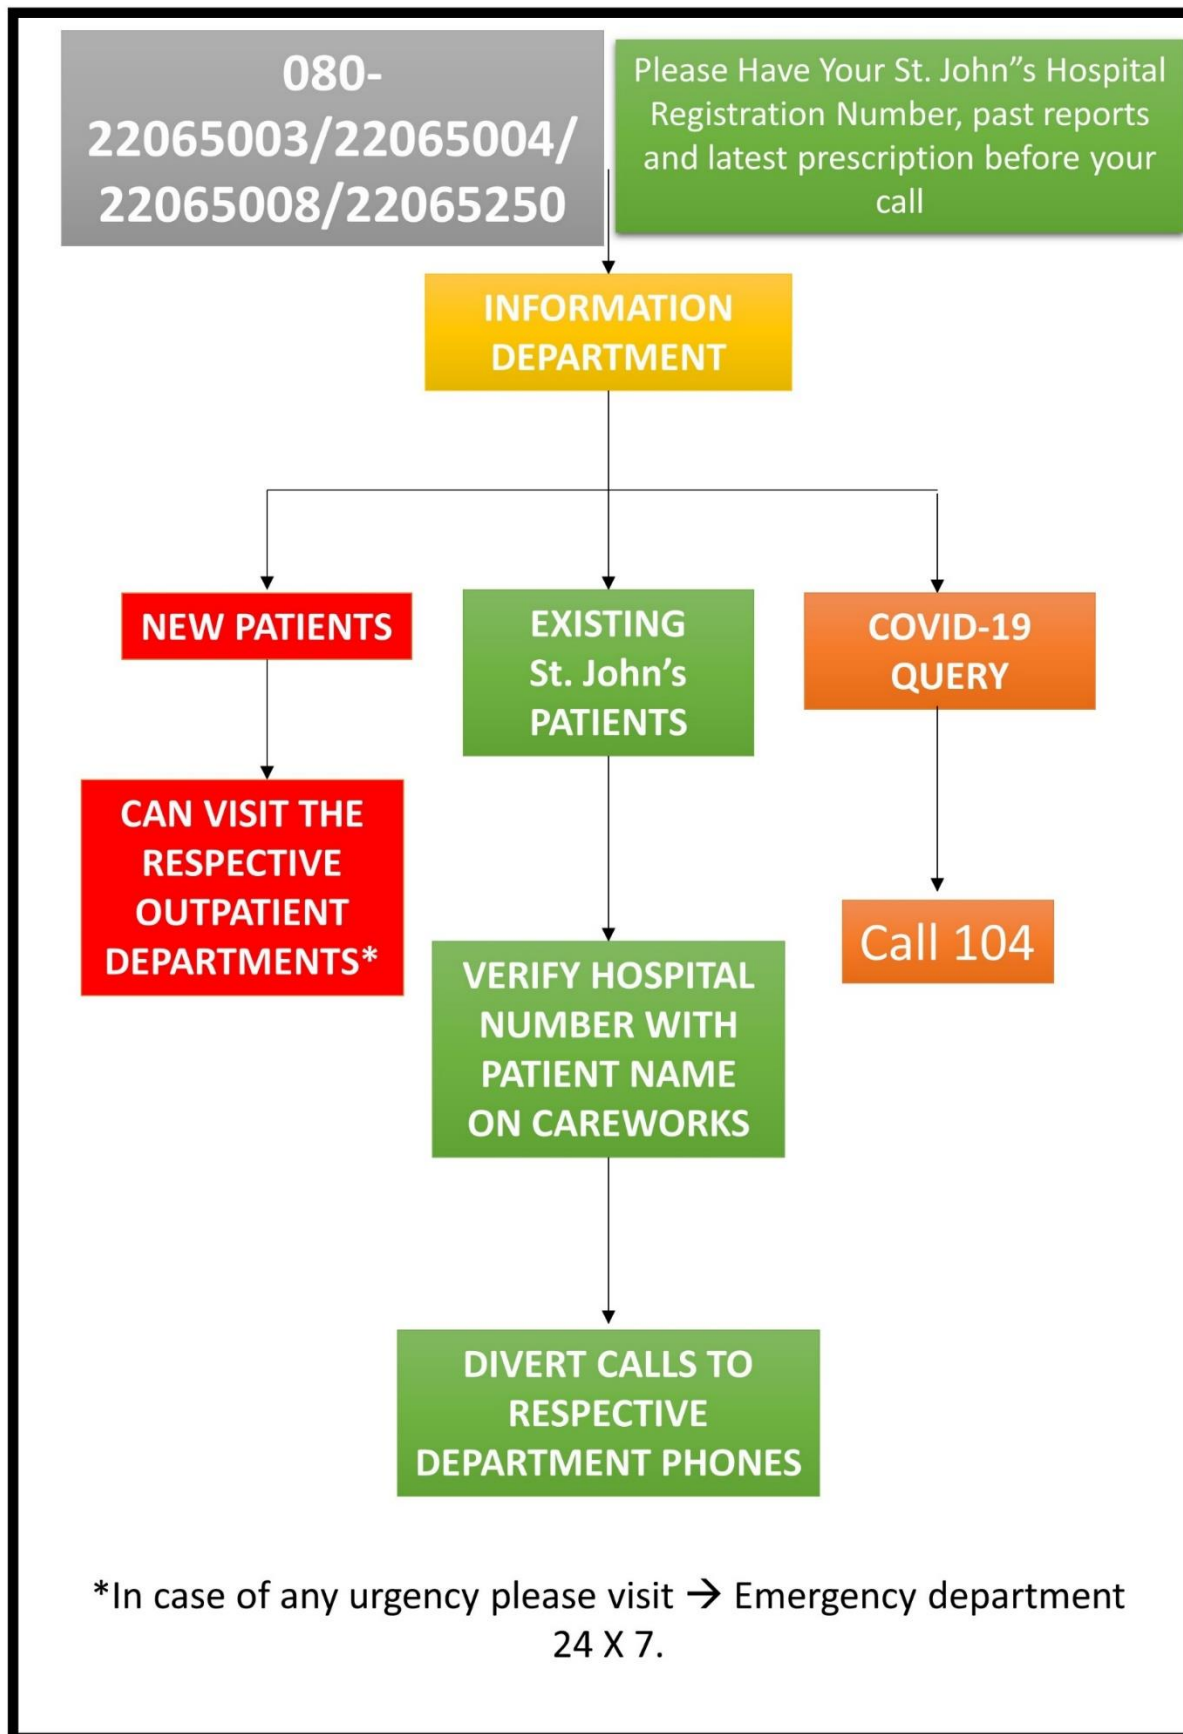 080-
22065003/22065004/
22065008/22065250
Please Have Your St. John"s Hospital
Registration Number, past reports
and latest prescription before your
call
INFORMATION
DEPARTMENT
NEW PATIENTS
EXISTING
St. John’s
PATIENTS
COVID-19
QUERY
CAN VISIT THE
RESPECTIVE
OUTPATIENT
DEPARTMENTS*
VERIFY HOSPITAL
NUMBER WITH
PATIENT NAME
ON CAREWORKS
Call 104
DIVERT CALLS TO
RESPECTIVE
DEPARTMENT PHONES
*In case of any urgency please visit → Emergency department
24 X 7.